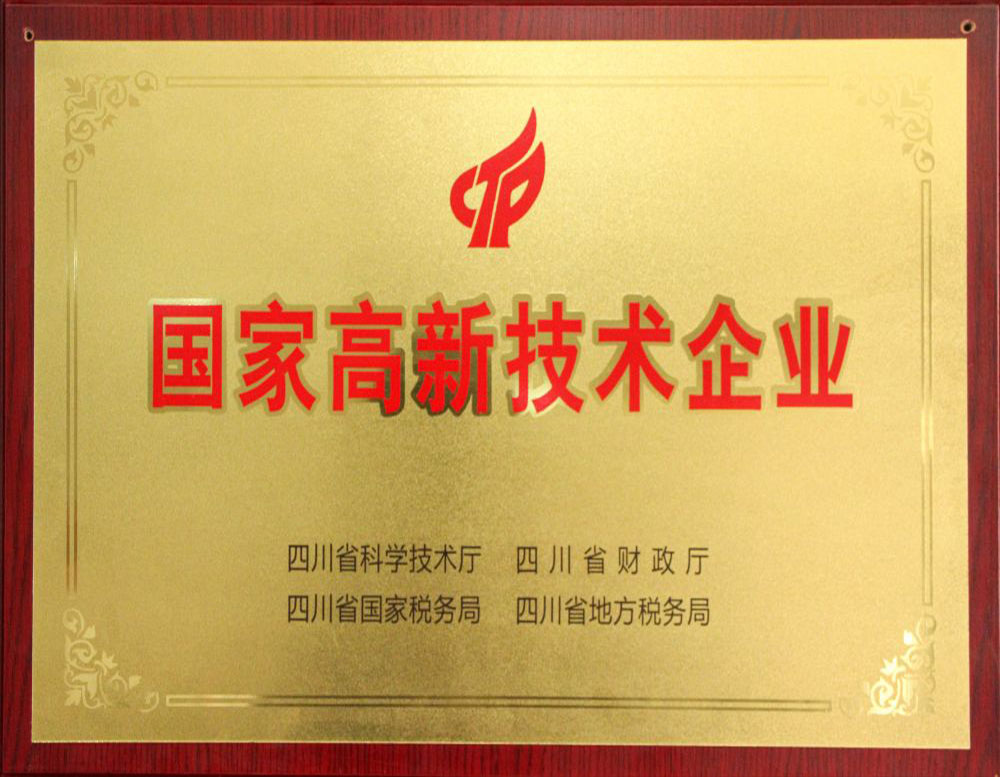 CTP
国家高新技术企业
四川省科学技术厅 四川省财政厅
四川省国家税务局 四川省地方税务局